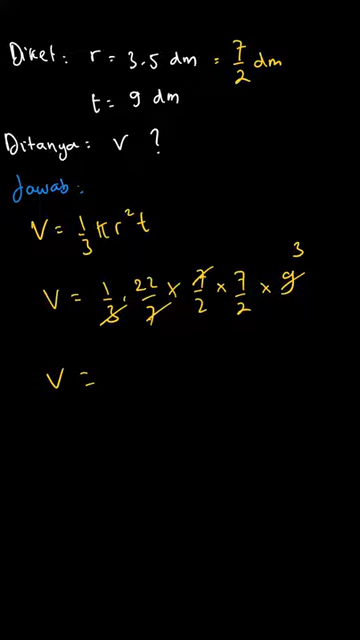 Diket : r = 3.5 dm = 7/2 dm
t = 9 dm
Ditanya : V ?
Jawab :
V = 1/3 π r² t
V = 1/3 . 22/7 × 7/2 × 7/2 × 9 3
V =